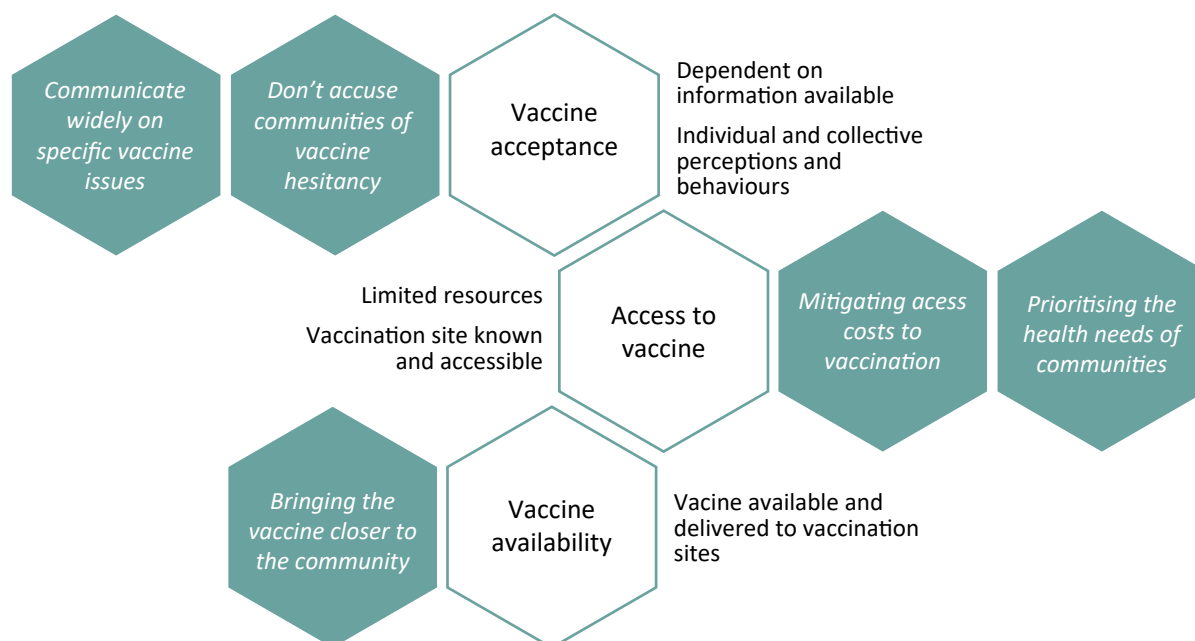 Communicate
widely on
specific vaccine
issues
Don’t accuse
communities of
vaccine
hesitancy
Vaccine
acceptance
Dependent on
information available
Individual and collective
perceptions and
behaviours
Limited resources
Vaccination site known
and accessible
Access to
vaccine
Mitigating acess
costs to
vaccination
Prioritising the
health needs of
communities
Bringing the
vaccine closer to
the community
Vaccine
availability
Vacine available and
delivered to vaccination
sites